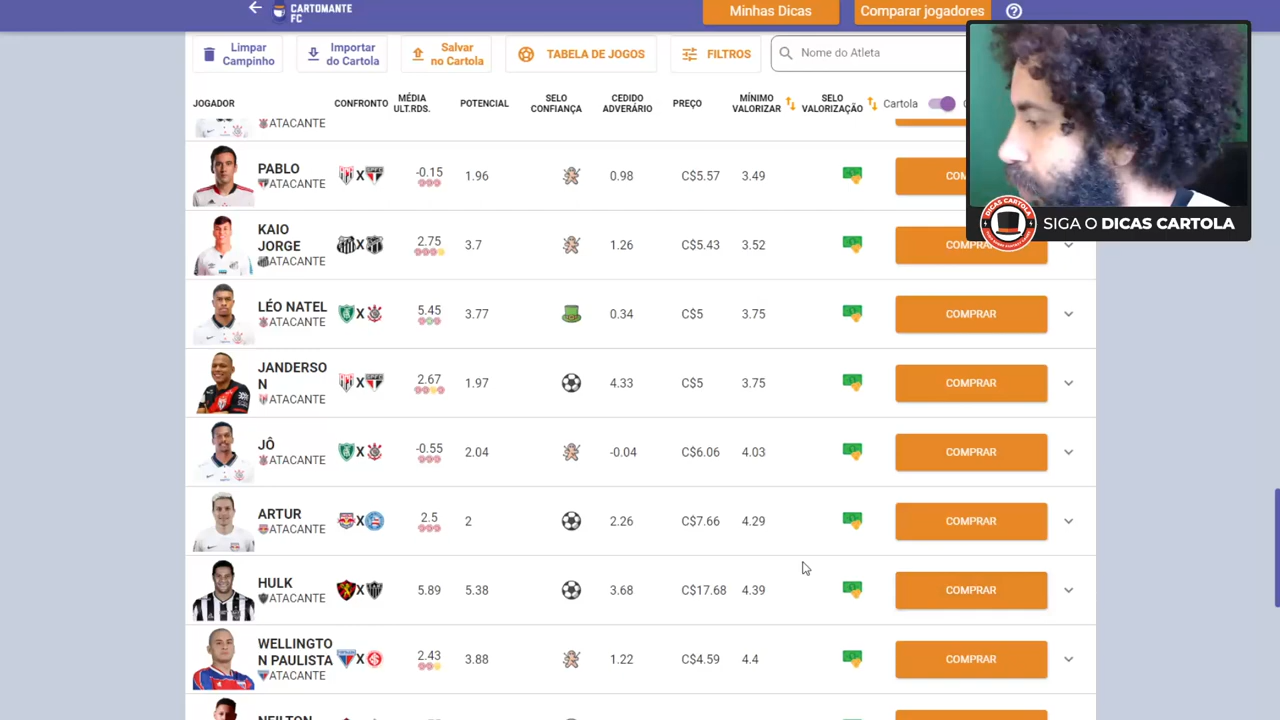 CARTOMANTE
FC
Minhas Dicas
Comparar jogadores
Limpar
Campinho
Importar
do Cartola
Salvar
no Cartola
TABELA DE JOGOS
FILTROS
Nome do Atleta
JOGADOR
CONFRONTO
MÉDIA
ULT.RDS.
POTENCIAL
SELO
CONFIANÇA
CEDIDO
ADVERÁRIO
PREÇO
MÍNIMO
VALORIZAR
SELO
VALORIZAÇÃO
Cartola
ATACANTE
PABLO
ATACANTE
X
-0.15
1.96
0.98
C$5.57
3.49
COM
KAIO
JORGE
ATACANTE
X
2.75
3.7
1.26
C$5.43
3.52
COMPRA
LÉO NATEL
ATACANTE
X
5.45
3.77
0.34
C$5
3.75
COMPRAR
JANDERSO
N
ATACANTE
X
2.67
1.97
4.33
C$5
3.75
COMPRAR
JÔ
ATACANTE
X
-0.55
2.04
-0.04
C$6.06
4.03
COMPRAR
ARTUR
ATACANTE
X
2.5
2
2.26
C$7.66
4.29
COMPRAR
HULK
ATACANTE
X
5.89
5.38
3.68
C$17.68
4.39
COMPRAR
WELLINGTO
N PAULISTA
ATACANTE
X
2.43
3.88
1.22
C$4.59
4.4
COMPRAR
NEILTON
DICAS CARTOLA
SIGA O DICAS CARTOLA